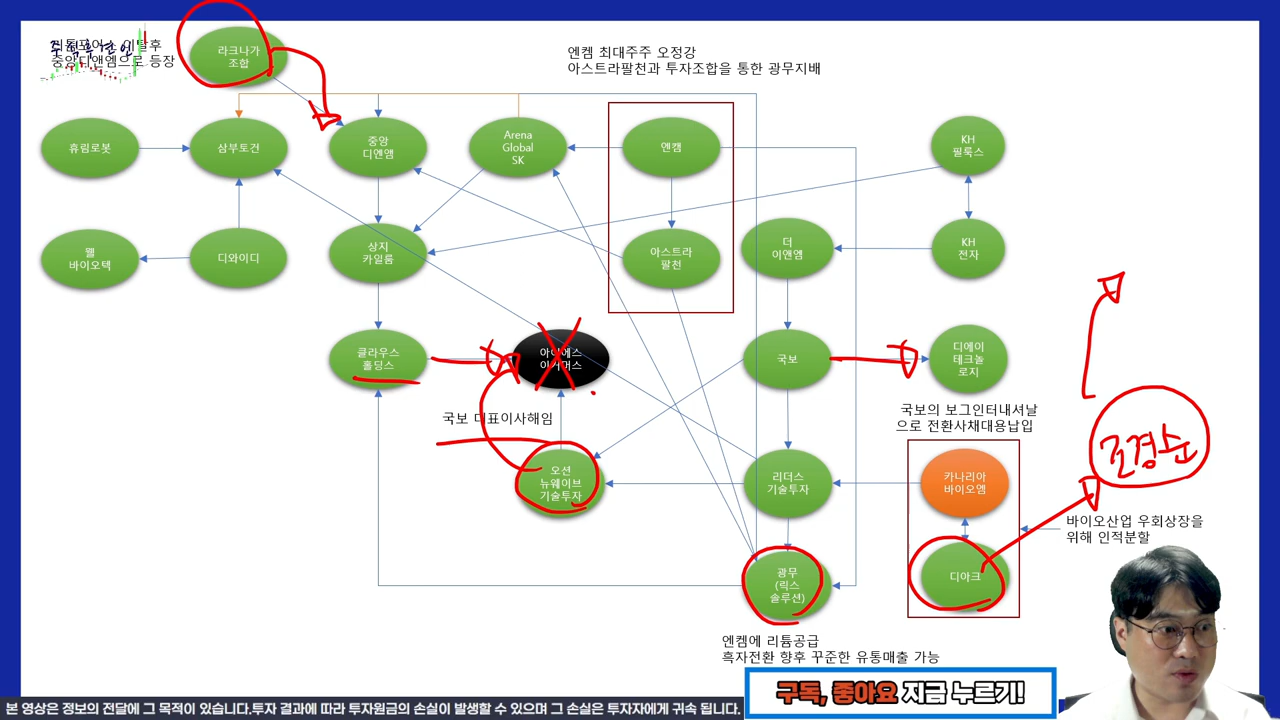 중앙디앤엠으로 등장
라크나가
조합
엔켐 최대주주 오정강
아스트라팔천과 투자조합을 통한 광무지배
휴림로봇
삼부토건
중앙
디엔앰
Arena
Global
SK
엔캠
KH
필룩스
웰
바이오텍
디와이디
상지
카일룸
아스트라
팔천
더
이앤엠
KH
전자
클라우스
홀딩스
국보
디에이
테크놀
로지
국보 대표이사해임
국보의 보그인터내셔날
으로 전환사채대용납입
조경순
오션
뉴웨이브
기술투자
리더스
기술투자
카나리아
바이오엠
바이오산업 우회상장을
위해 인적분할
광무
(릭스
솔루션)
디아크
엔켐에 리튬공급
흑자전환 향후 꾸준한 유통매출 가능
구독, 좋아요 지금 누르기!
본 영상은 정보의 전달에 그 목적이 있습니다.투자 결과에 따라 투자원금의 손실이 발생할 수 있으며 그 손실은 투자자에게 귀속 됩니다.